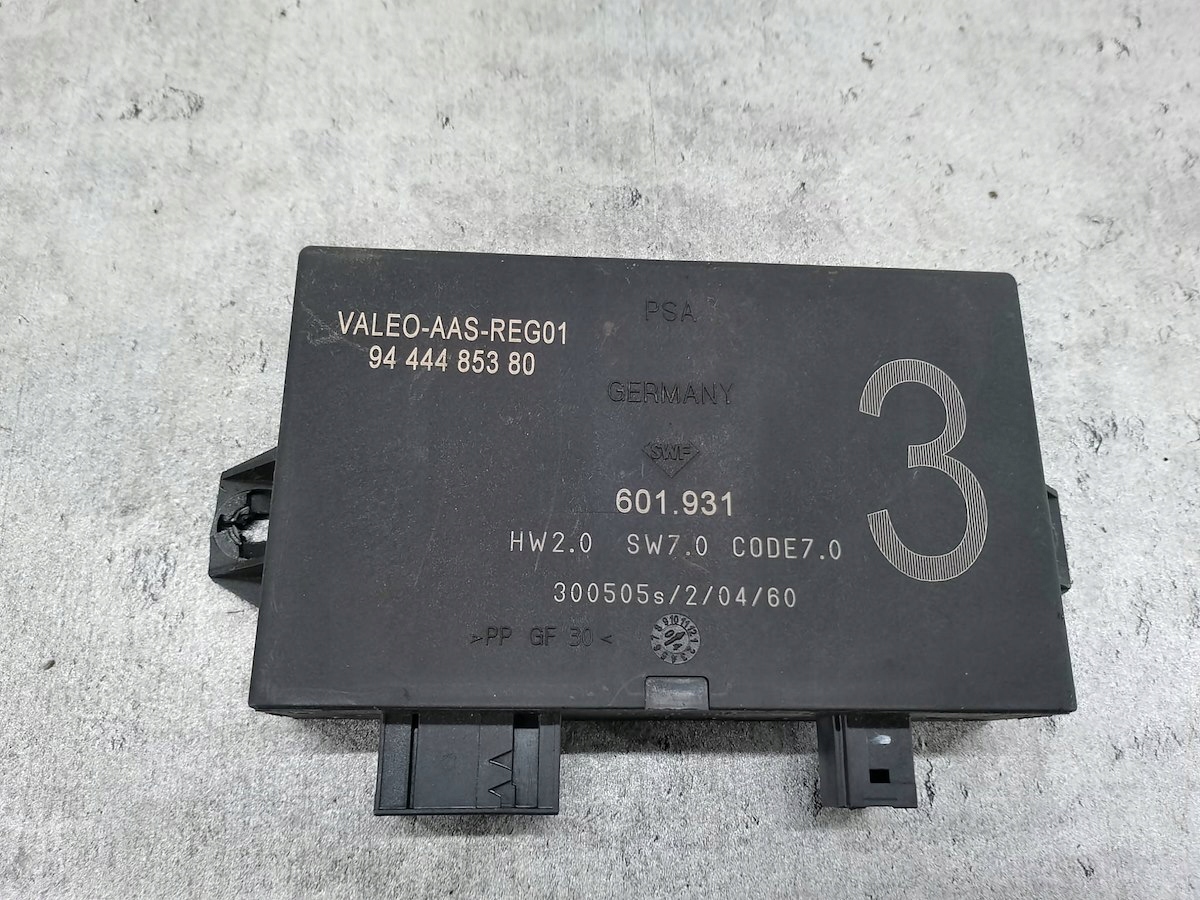 VALEO-AAS-REG01
94 444 853 80
PSA
GERMANY
SWF
601.931
HW2.0 SW7.0 CODE7.0
300505s/2/04/60
>PP GF 30<
3